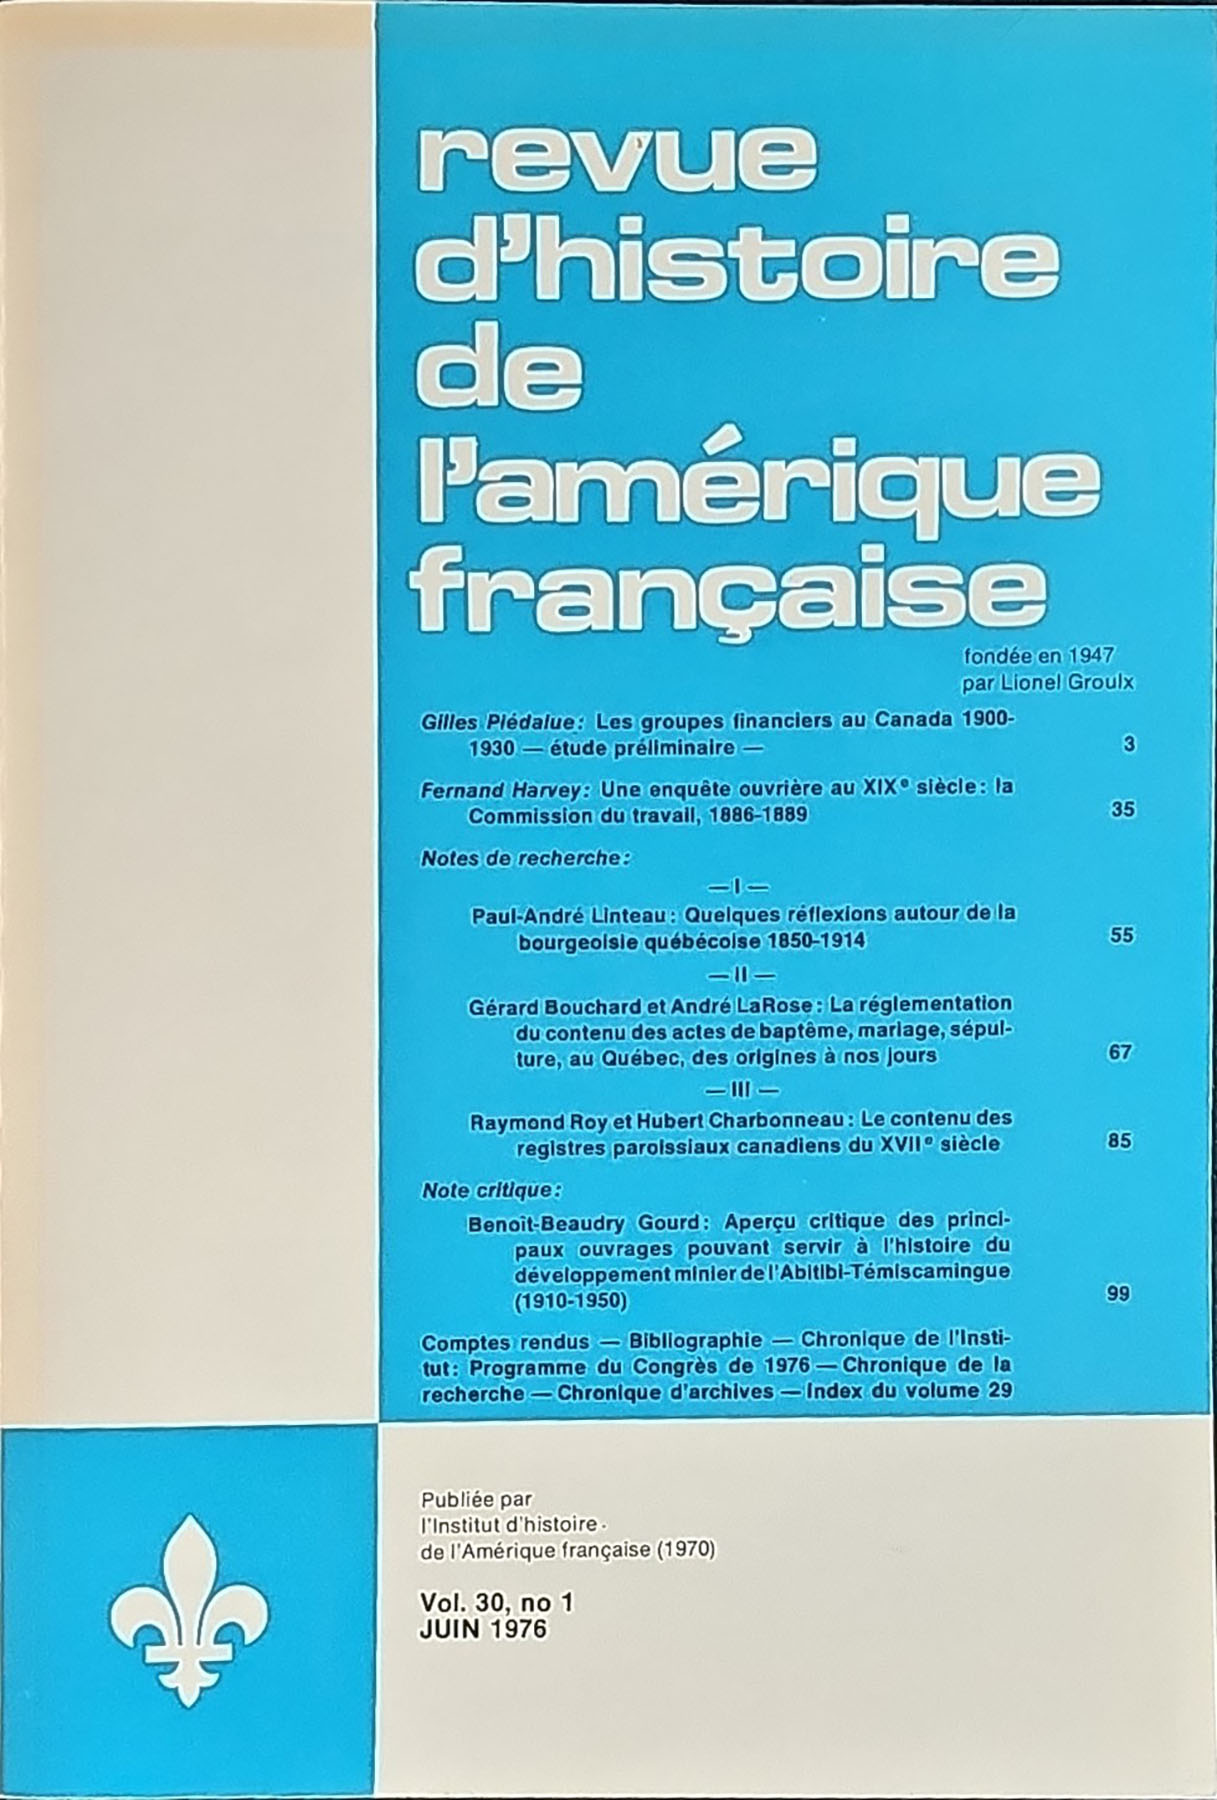 revue
d'histoire
de
l'amérique
française
fondée en 1947
par Lionel Groulx
Gilles Piédalue: Les groupes financiers au Canada 1900-
1930 — étude préliminaire — 3
Fernand Harvey: Une enquête ouvrière au XIXe siècle: la
Commission du travail, 1886-1889 35
Notes de recherche:
— I —
Paul-André Linteau: Quelques réflexions autour de la
bourgeoisie québécoise 1850-1914 55
— II —
Gérard Bouchard et André LaRose: La réglementation
du contenu des actes de baptême, mariage, sépul-
ture, au Québec, des origines à nos jours 67
— III —
Raymond Roy et Hubert Charbonneau: Le contenu des
registres paroissiaux canadiens du XVIIe siècle 85
Note critique:
Benoît-Beaudry Gourd: Aperçu critique des princi-
paux ouvrages pouvant servir à l'histoire du
développement minier de l'Abitibi-Témiscamingue
(1910-1950) 99
Comptes rendus — Bibliographie — Chronique de l'Insti-
tut: Programme du Congrès de 1976 — Chronique de la
recherche — Chronique d'archives — Index du volume 29
Publiée par
l'Institut d'histoire
de l'Amérique française (1970)
Vol. 30, no 1
JUIN 1976